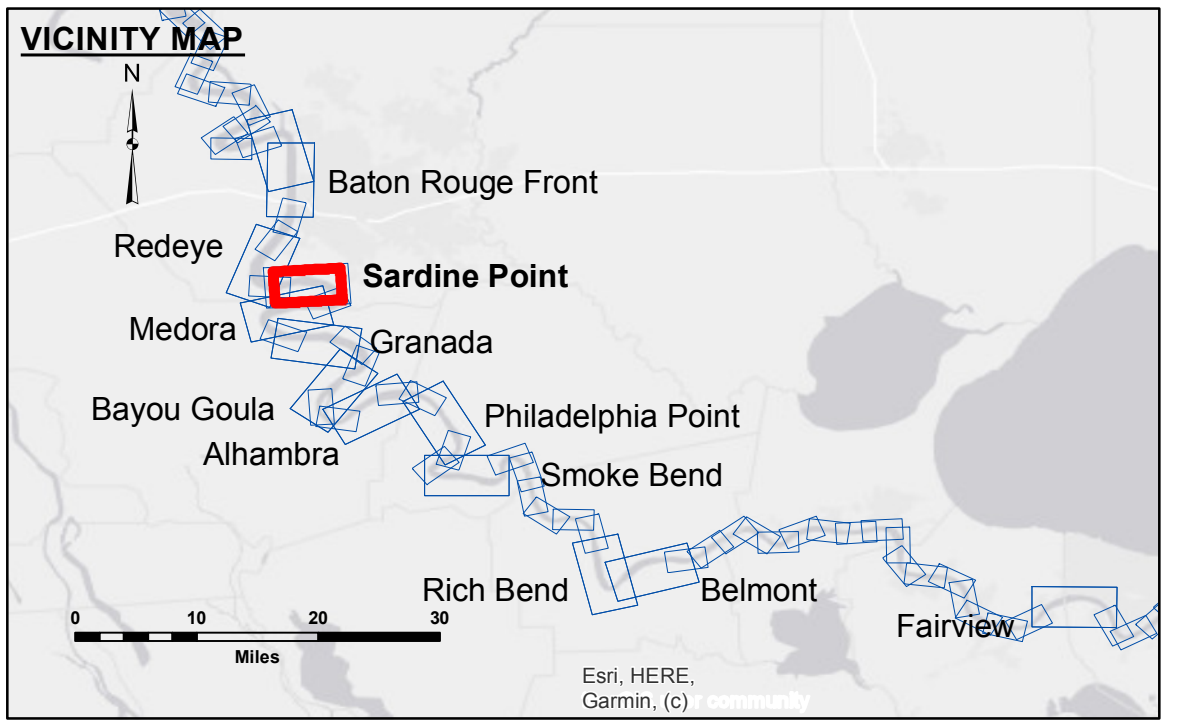 VICINITY MAP
N
Baton Rouge Front
Redeye
Sardine Point
Medora
Granada
Bayou Goula
Philadelphia Point
Alhambra
Smoke Bend
Rich Bend
Belmont
Fairview
0 10 20 30
Miles
Esri, HERE,
Garmin, (c) community